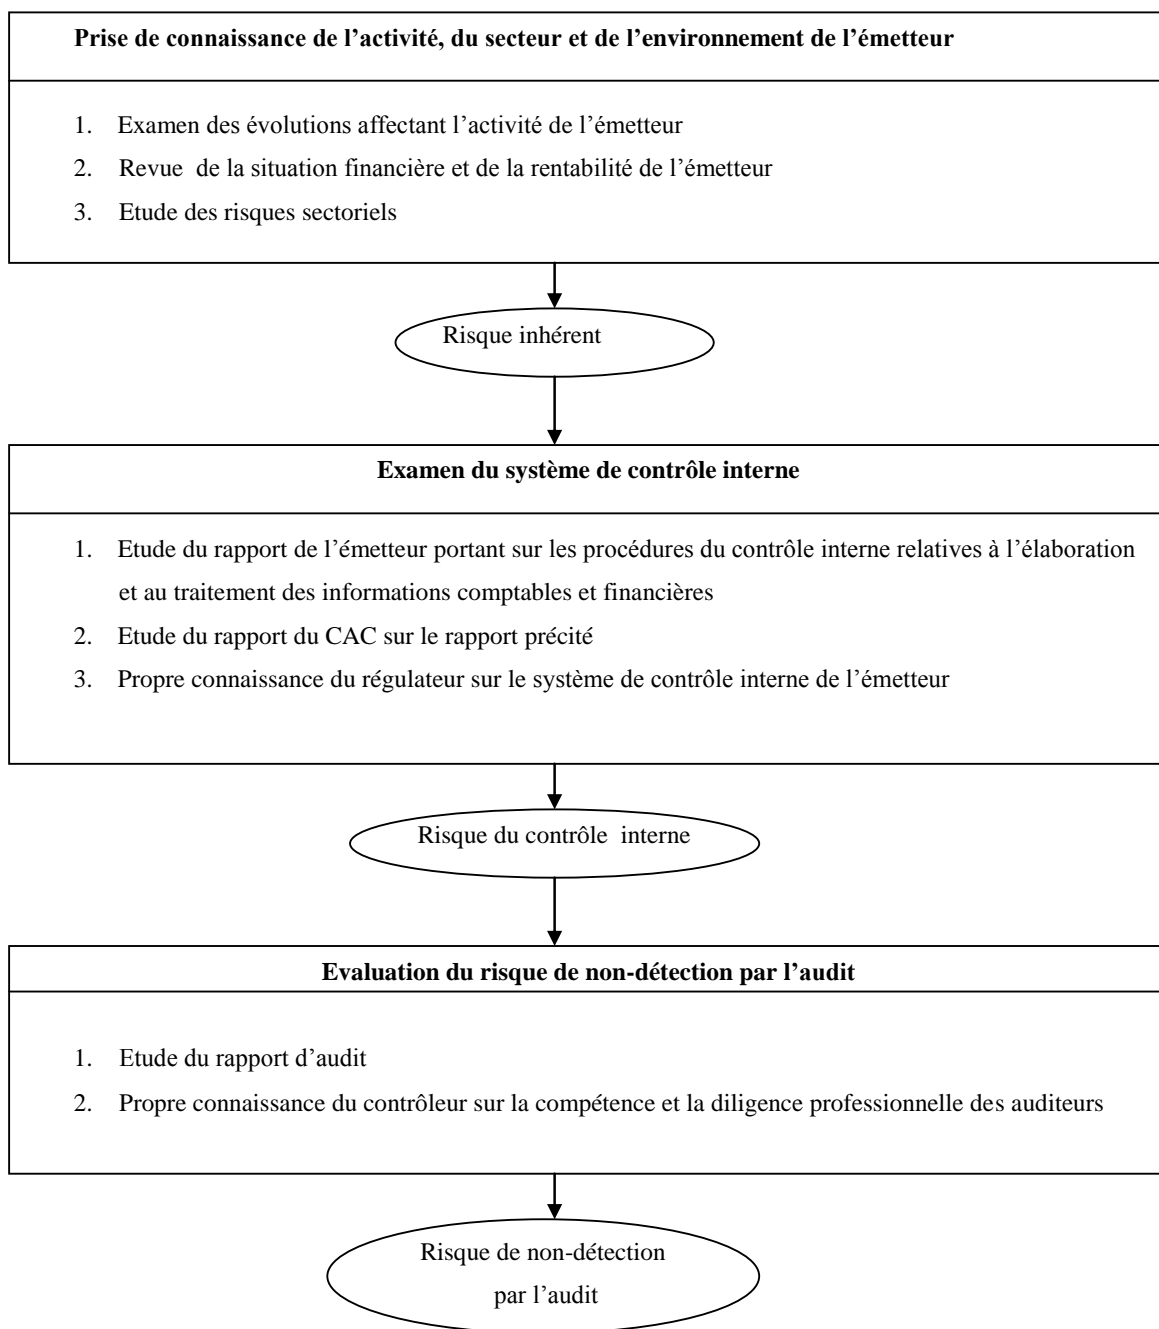 Prise de connaissance de l’activité, du secteur et de l’environnement de l’émetteur
1. Examen des évolutions affectant l’activité de l’émetteur
2. Revue de la situation financière et de la rentabilité de l’émetteur
3. Etude des risques sectoriels
Risque inhérent
Examen du système de contrôle interne
1. Etude du rapport de l’émetteur portant sur les procédures du contrôle interne relatives à l’élaboration
et au traitement des informations comptables et financières
2. Etude du rapport du CAC sur le rapport précité
3. Propre connaissance du régulateur sur le système de contrôle interne de l’émetteur
Risque du contrôle interne
Evaluation du risque de non-détection par l’audit
1. Etude du rapport d’audit
2. Propre connaissance du contrôleur sur la compétence et la diligence professionnelle des auditeurs
Risque de non-détection
par l’audit